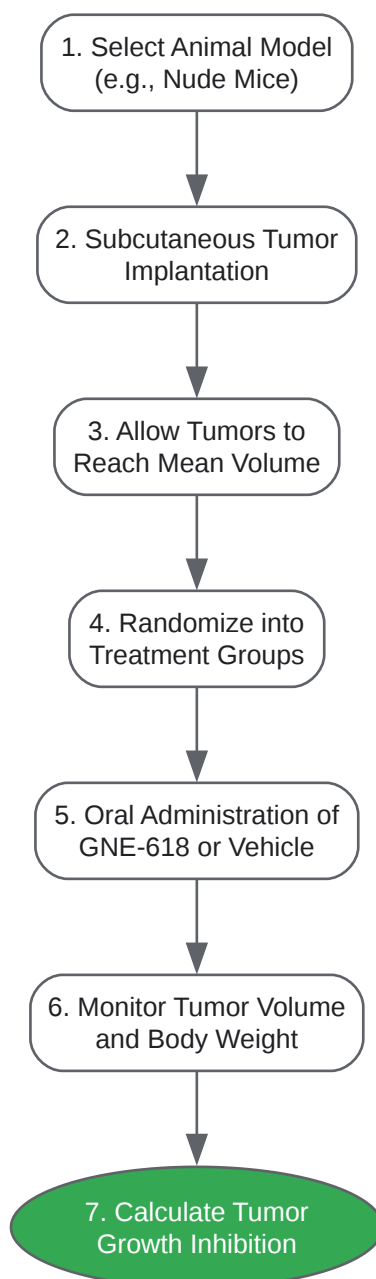 1. Select Animal Model
(e.g., Nude Mice)
2. Subcutaneous Tumor
Implantation
3. Allow Tumors to
Reach Mean Volume
4. Randomize into
Treatment Groups
5. Oral Administration of
GNE-618 or Vehicle
6. Monitor Tumor Volume
and Body Weight
7. Calculate Tumor
Growth Inhibition